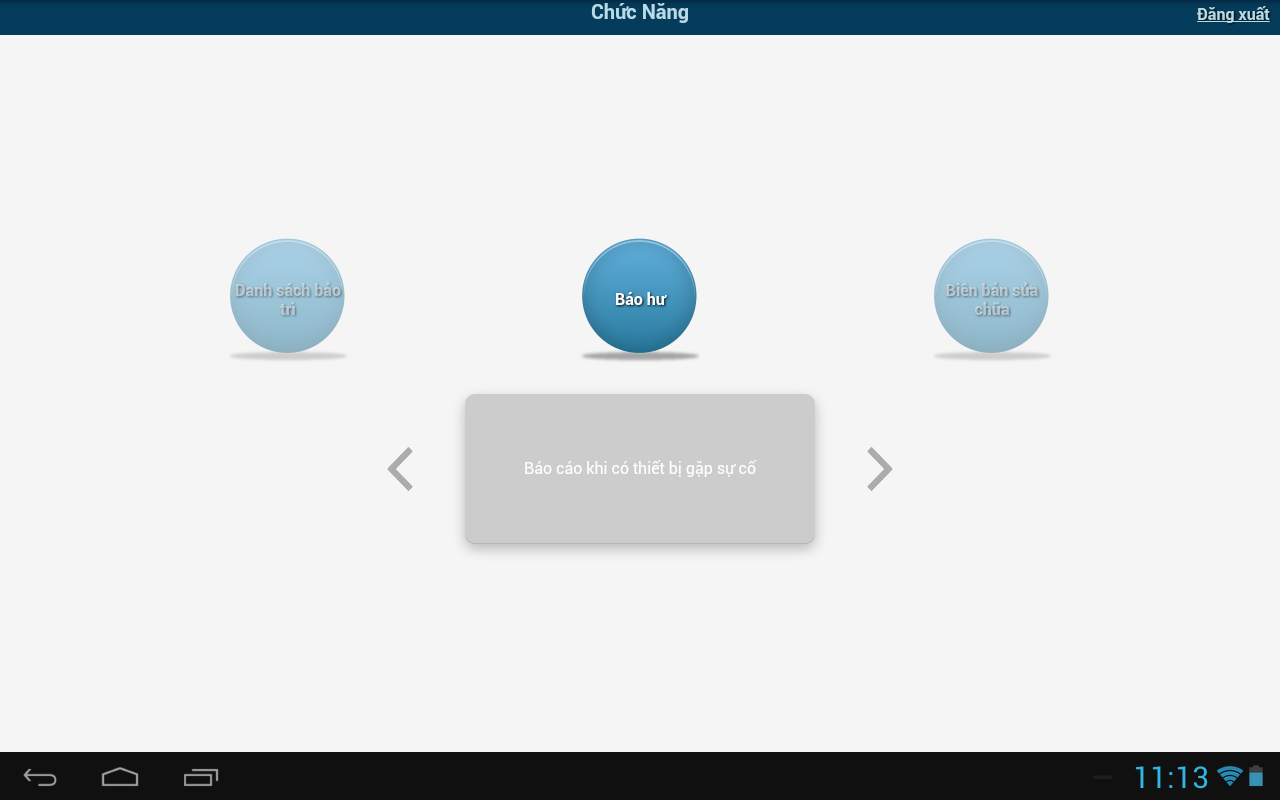 Chức Năng
Đăng xuất
Danh sách bảo
trì
Báo hư
Biên bản sửa
chữa
Báo cáo khi có thiết bị gặp sự cố
11:13